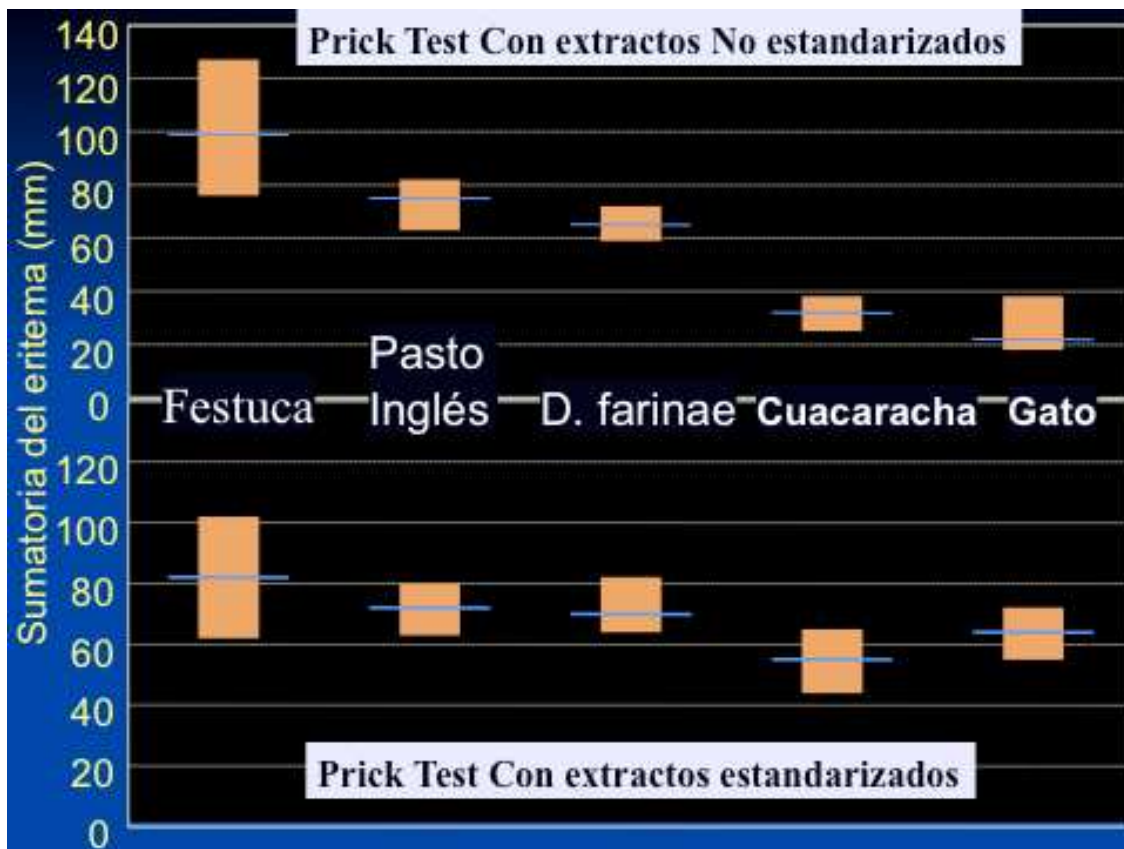 Prick Test Con extractos No estandarizados
Sumatoria del eritema (mm)
140
120
100
80
60
40
20
0
Festuca
Pasto
Inglés
D. farinae
Cuacaracha
Gato
120
100
80
60
40
20
0
Prick Test Con extractos estandarizados